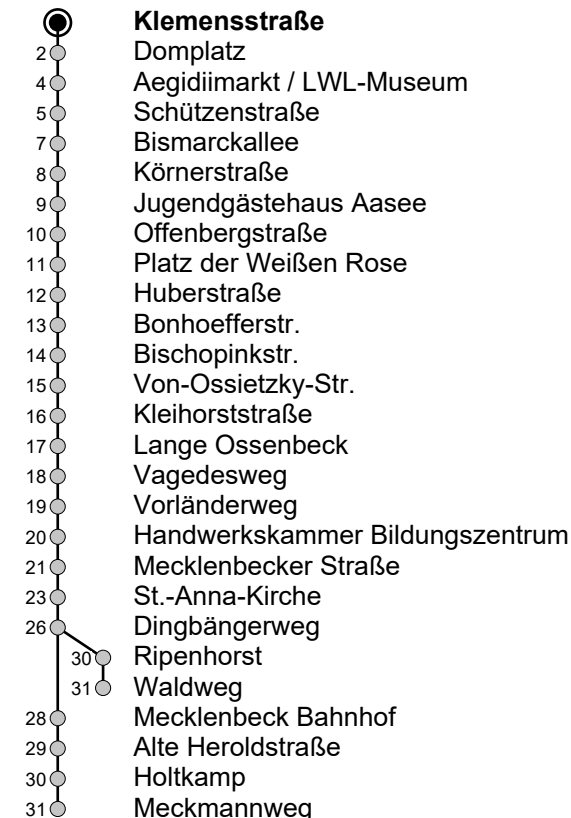 Klemensstraße
2 Domplatz
4 Aegidiimarkt / LWL-Museum
5 Schützenstraße
7 Bismarckallee
8 Körnerstraße
9 Jugendgästehaus Aasee
10 Offenbergstraße
11 Platz der Weißen Rose
12 Huberstraße
13 Bonhoefferstr.
14 Bischopinkstr.
15 Von-Ossietzky-Str.
16 Kleihorststraße
17 Lange Ossenbeck
18 Vagedesweg
19 Vorländerweg
20 Handwerkskammer Bildungszentrum
21 Mecklenbecker Straße
23 St.-Anna-Kirche
26 Dingbängerweg
30 Ripenhorst
31 Waldweg
28 Mecklenbeck Bahnhof
29 Alte Heroldstraße
30 Holtkamp
31 Meckmannweg